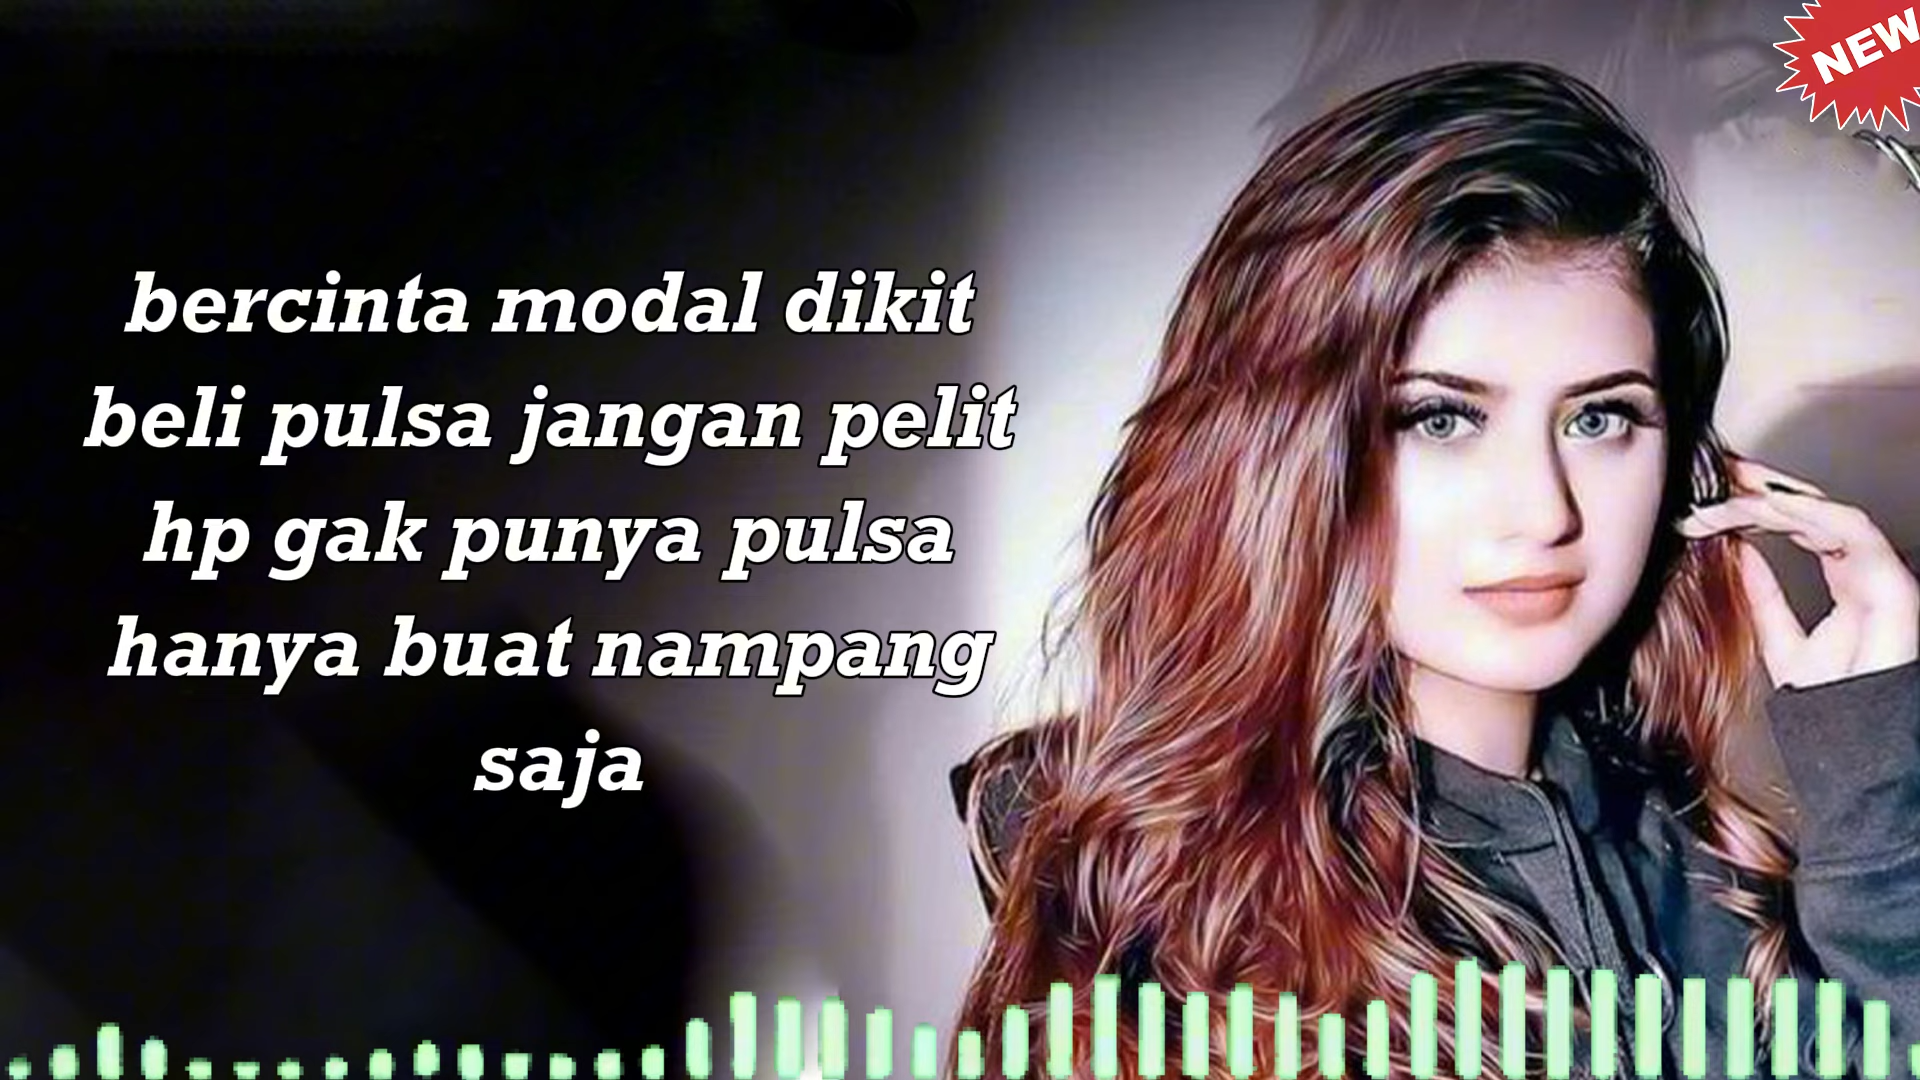 NEW
bercinta modal dikit
beli pulsa jangan pelit
hp gak punya pulsa
hanya buat nampang
saja